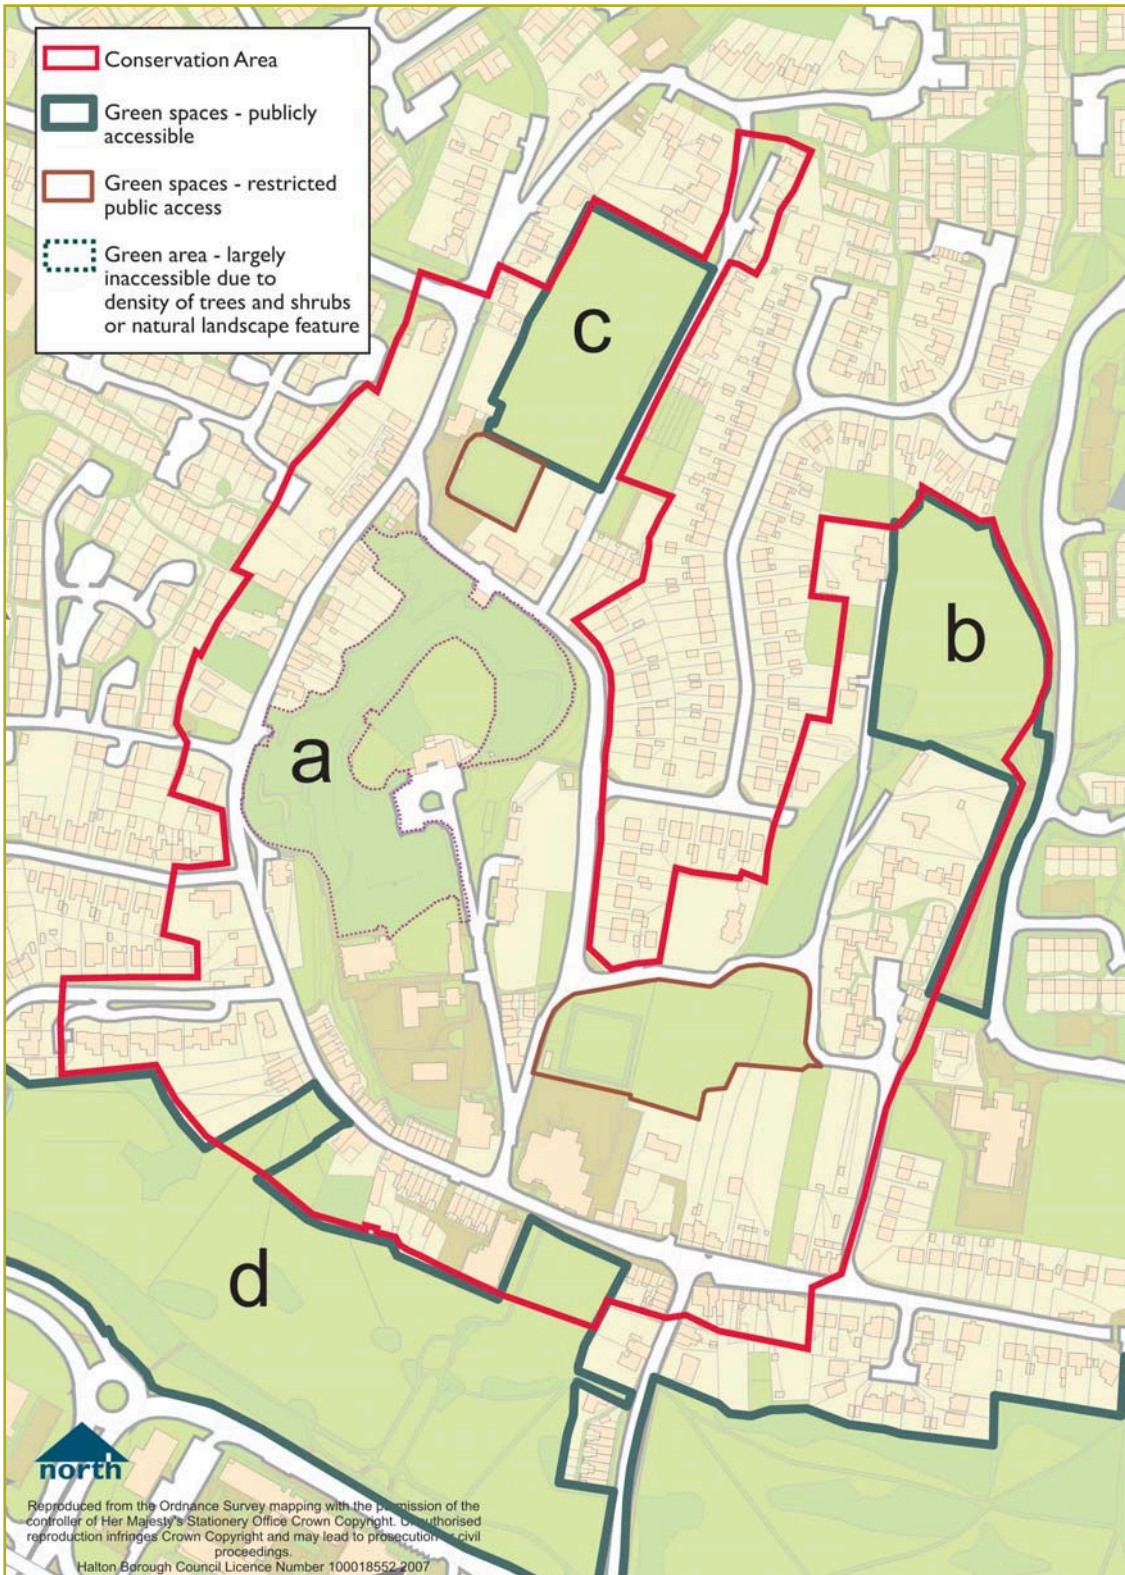 Conservation Area
Green spaces - publicly
accessible
Green spaces - restricted
public access
Green area - largely
inaccessible due to
density of trees and shrubs
or natural landscape feature
c
b
a
d
north
Reproduced from the Ordnance Survey mapping with the permission of the
controller of Her Majesty's Stationery Office Crown Copyright. Unauthorised
reproduction infringes Crown Copyright and may lead to prosecution or civil
proceedings.
Halton Borough Council Licence Number 100018552 2007